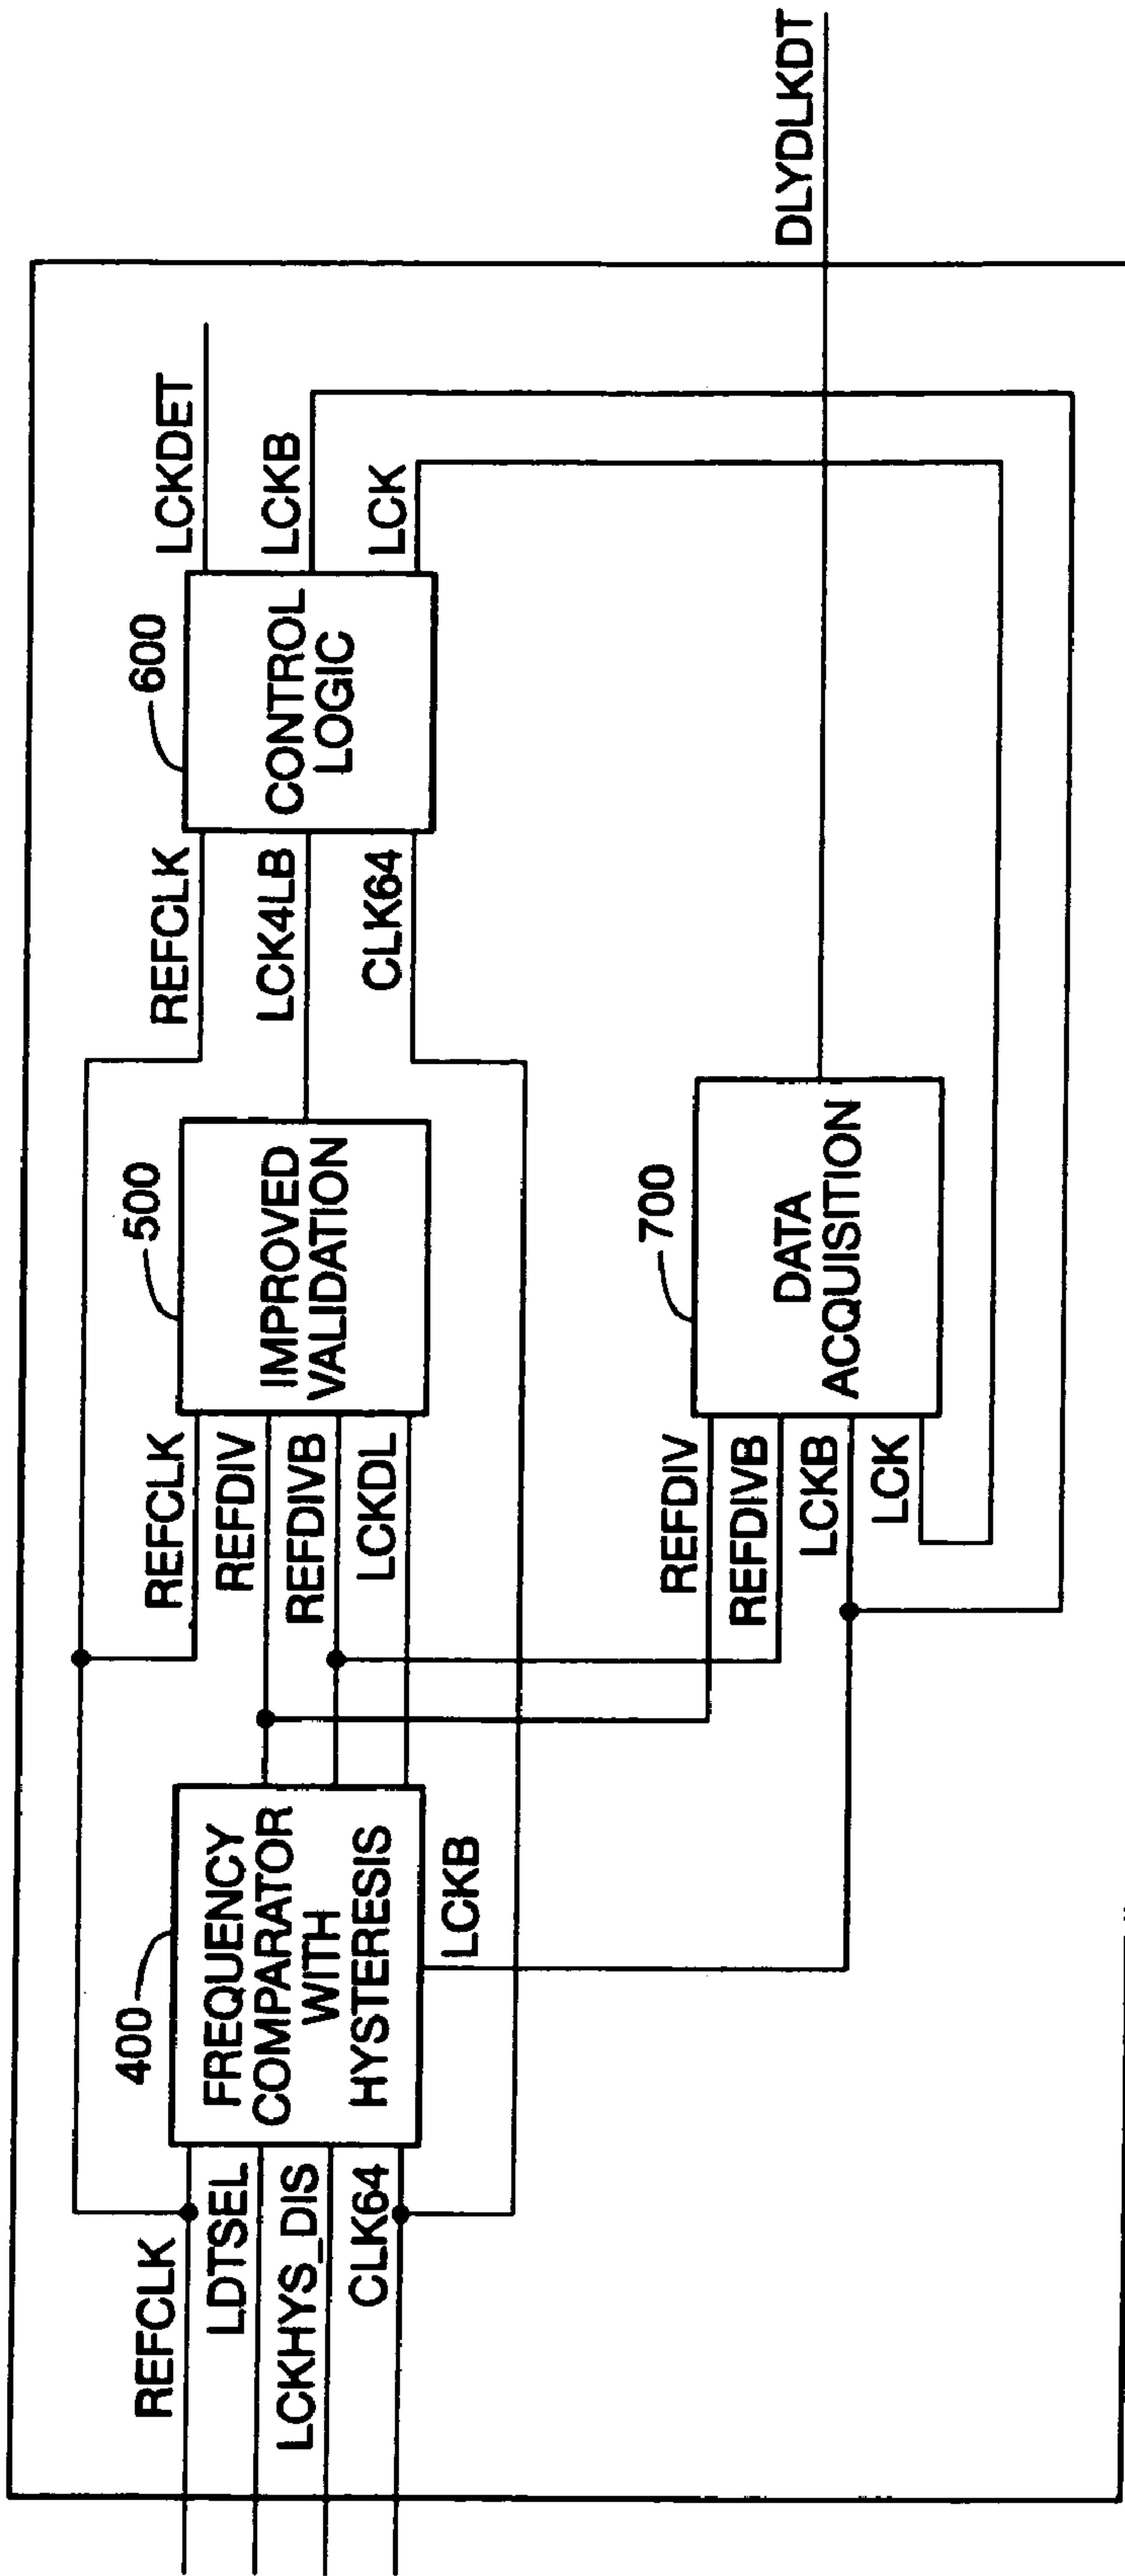 REFCLK
LDTSEL
LCKHYS_DIS
CLK64
400
FREQUENCY
COMPARATOR
WITH
HYSTERESIS
LCKB
REFCLK
REFDIV
REFDIVB
LCKDL
500
IMPROVED
VALIDATION
REFCLK
LCK4LB
CLK64
600
CONTROL
LOGIC
LCKDET
LCKB
LCK
REFDIV
REFDIVB
LCKB
LCK
700
DATA
ACQUISITION
DLYDLKDT